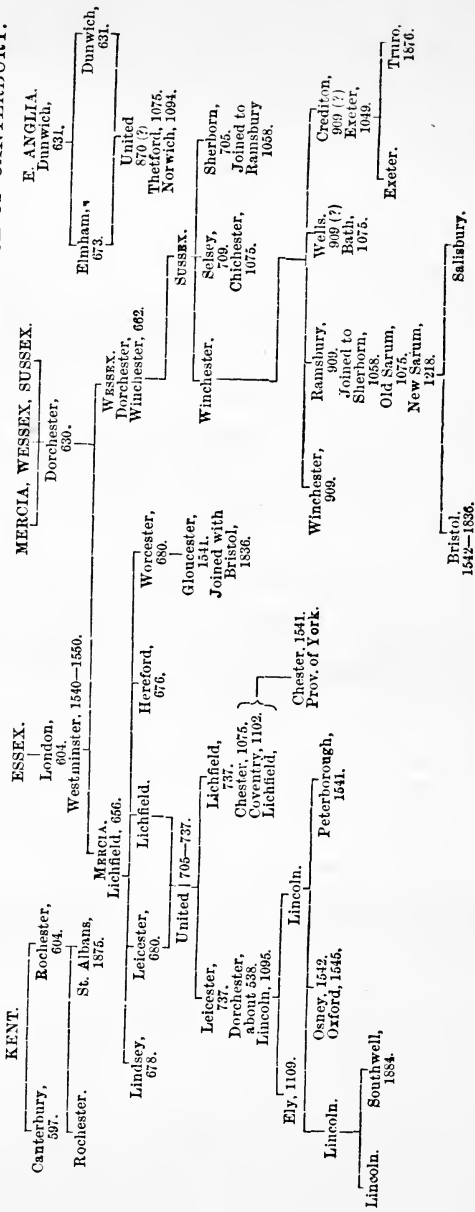 OF CANTERBURY.
KENT.
Canterbury,
597.
Rochester,
604.
Rochester.
St. Albans,
1875.
ESSEX.
London,
604.
Westminster, 1540—1550.
MERCIA, WESSEX, SUSSEX.
Dorchester,
630.
E. ANGLIA.
Dunwich,
631.
Elmham,
673.
Dunwich,
631.
United
870 (?)
Thetford, 1075.
Norwich, 1094.
MERCIA.
Lichfield, 656.
WESSEX.
Dorchester,
Winchester, 662.
SUSSEX.
Lindsey,
678.
Leicester,
680.
Lichfield.
Hereford,
676.
Worcester,
680.
Gloucester,
1541.
Joined with
Bristol,
1836.
United 705—737.
Leicester,
737.
Dorchester,
about 538.
Lincoln, 1095.
Lichfield,
737.
Chester, 1075.
Coventry, 1102.
Lichfield,
Chester, 1541.
Prov. of York.
Ely, 1109.
Lincoln.
Lincoln.
Osney, 1542.
Oxford, 1545.
Peterborough,
1541.
Lincoln.
Southwell,
1884.
Winchester.
Selsey,
709.
Chichester,
1075.
Sherborn,
705.
Joined to
Ramsbury
1058.
Winchester,
909.
Ramsbury,
909.
Joined to
Sherborn,
1058.
Old Sarum,
1075.
New Sarum,
1218.
Wells,
909 (?)
Bath,
1075.
Crediton,
909 (?)
Exeter,
1049.
Bristol,
1542—1836.
Salisbury.
Exeter.
Truro,
1876.